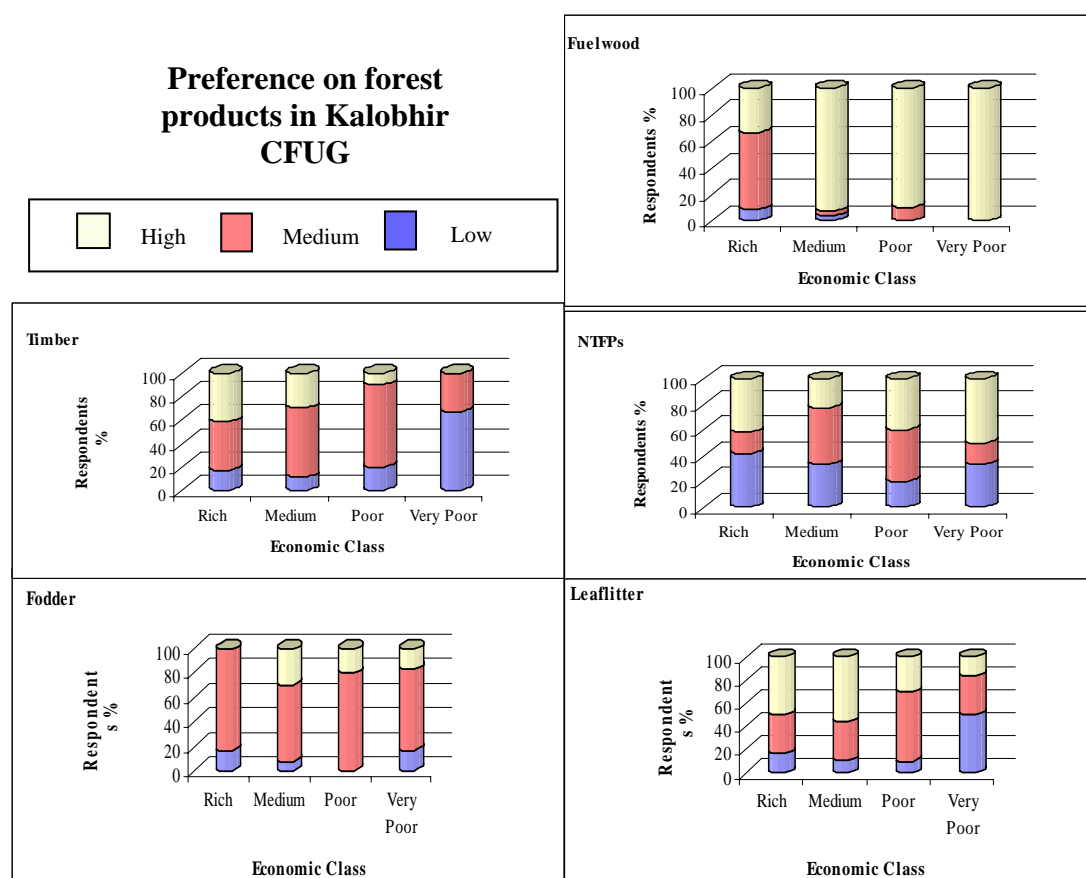 Preference on forest
products in Kalobhir
CFUG
High Medium Low
Fuelwood
Respondents %
100
80
60
40
20
0
Rich Medium Poor Very Poor
Economic Class
Timber
Respondents
%
100
80
60
40
20
0
Rich Medium Poor Very Poor
Economic Class
NTFPs
Respondents %
100
80
60
40
20
0
Rich Medium Poor Very Poor
Economic Class
Fodder
Respondent
s %
100
80
60
40
20
0
Rich Medium Poor Very
Poor
Economic Class
Leaflitter
Respondent
s %
100
80
60
40
20
0
Rich Medium Poor Very
Poor
Economic Class